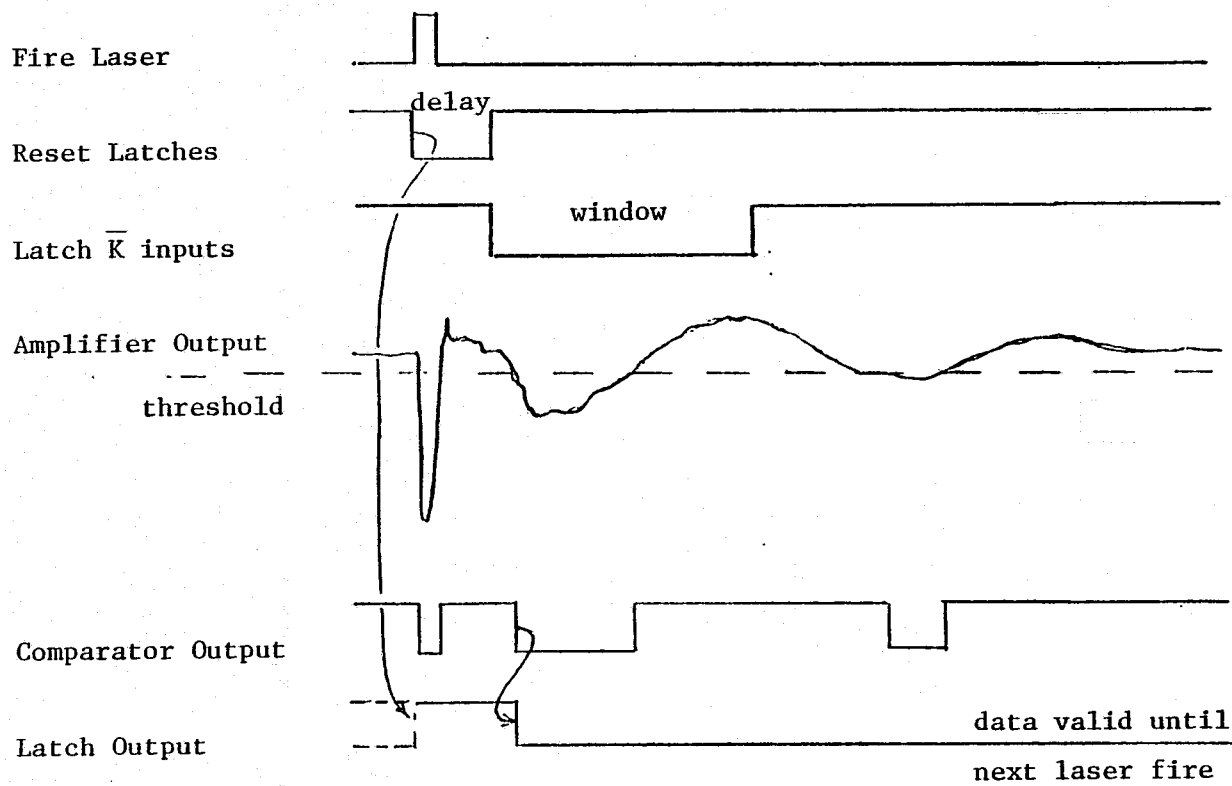 Fire Laser
delay
Reset Latches
window
Latch K̅ inputs
Amplifier Output
threshold
Comparator Output
data valid until
Latch Output
next laser fire